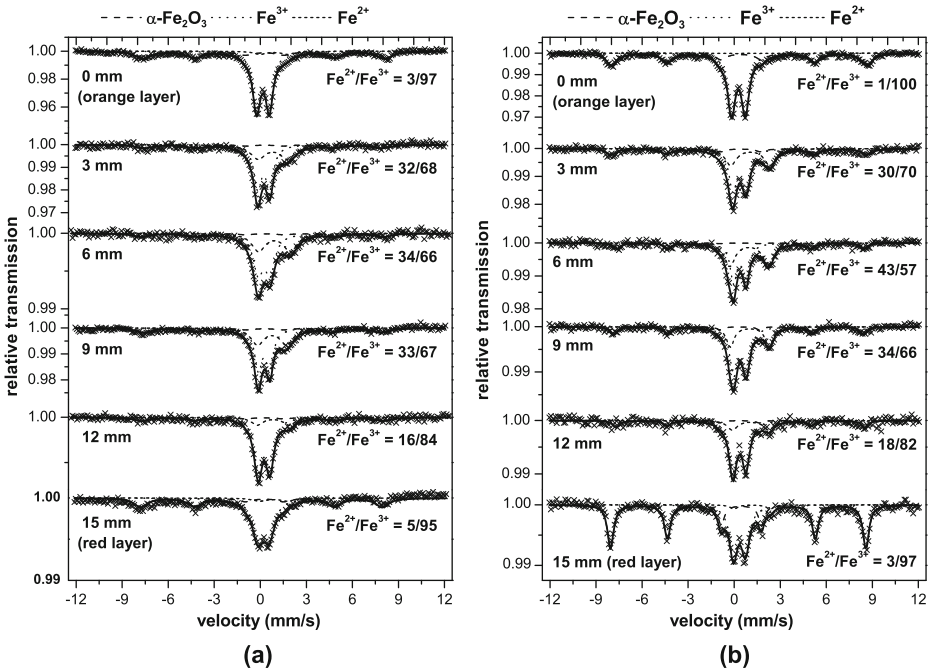 α-Fe2O3 Fe3+ Fe2+
α-Fe2O3 Fe3+ Fe2+
relative transmission
1.00
0.98
0.96
0 mm
(orange layer)
Fe2+/Fe3+ = 3/97
1.00
0.99
0.98
0.97
3 mm
Fe2+/Fe3+ = 32/68
1.00
0.99
6 mm
Fe2+/Fe3+ = 34/66
1.00
0.99
0.98
9 mm
Fe2+/Fe3+ = 33/67
1.00
12 mm
Fe2+/Fe3+ = 16/84
1.00
0.99
15 mm
(red layer)
Fe2+/Fe3+ = 5/95
-12 -9 -6 -3 0 3 6 9 12
velocity (mm/s)
(a)
relative transmission
1.00
0.99
0.98
0.97
0 mm
(orange layer)
Fe2+/Fe3+ = 1/100
1.00
0.99
0.98
3 mm
Fe2+/Fe3+ = 30/70
1.00
0.99
0.98
6 mm
Fe2+/Fe3+ = 43/57
1.00
0.99
9 mm
Fe2+/Fe3+ = 34/66
1.00
0.99
12 mm
Fe2+/Fe3+ = 18/82
1.00
0.99
15 mm (red layer)
Fe2+/Fe3+ = 3/97
-12 -9 -6 -3 0 3 6 9 12
velocity (mm/s)
(b)